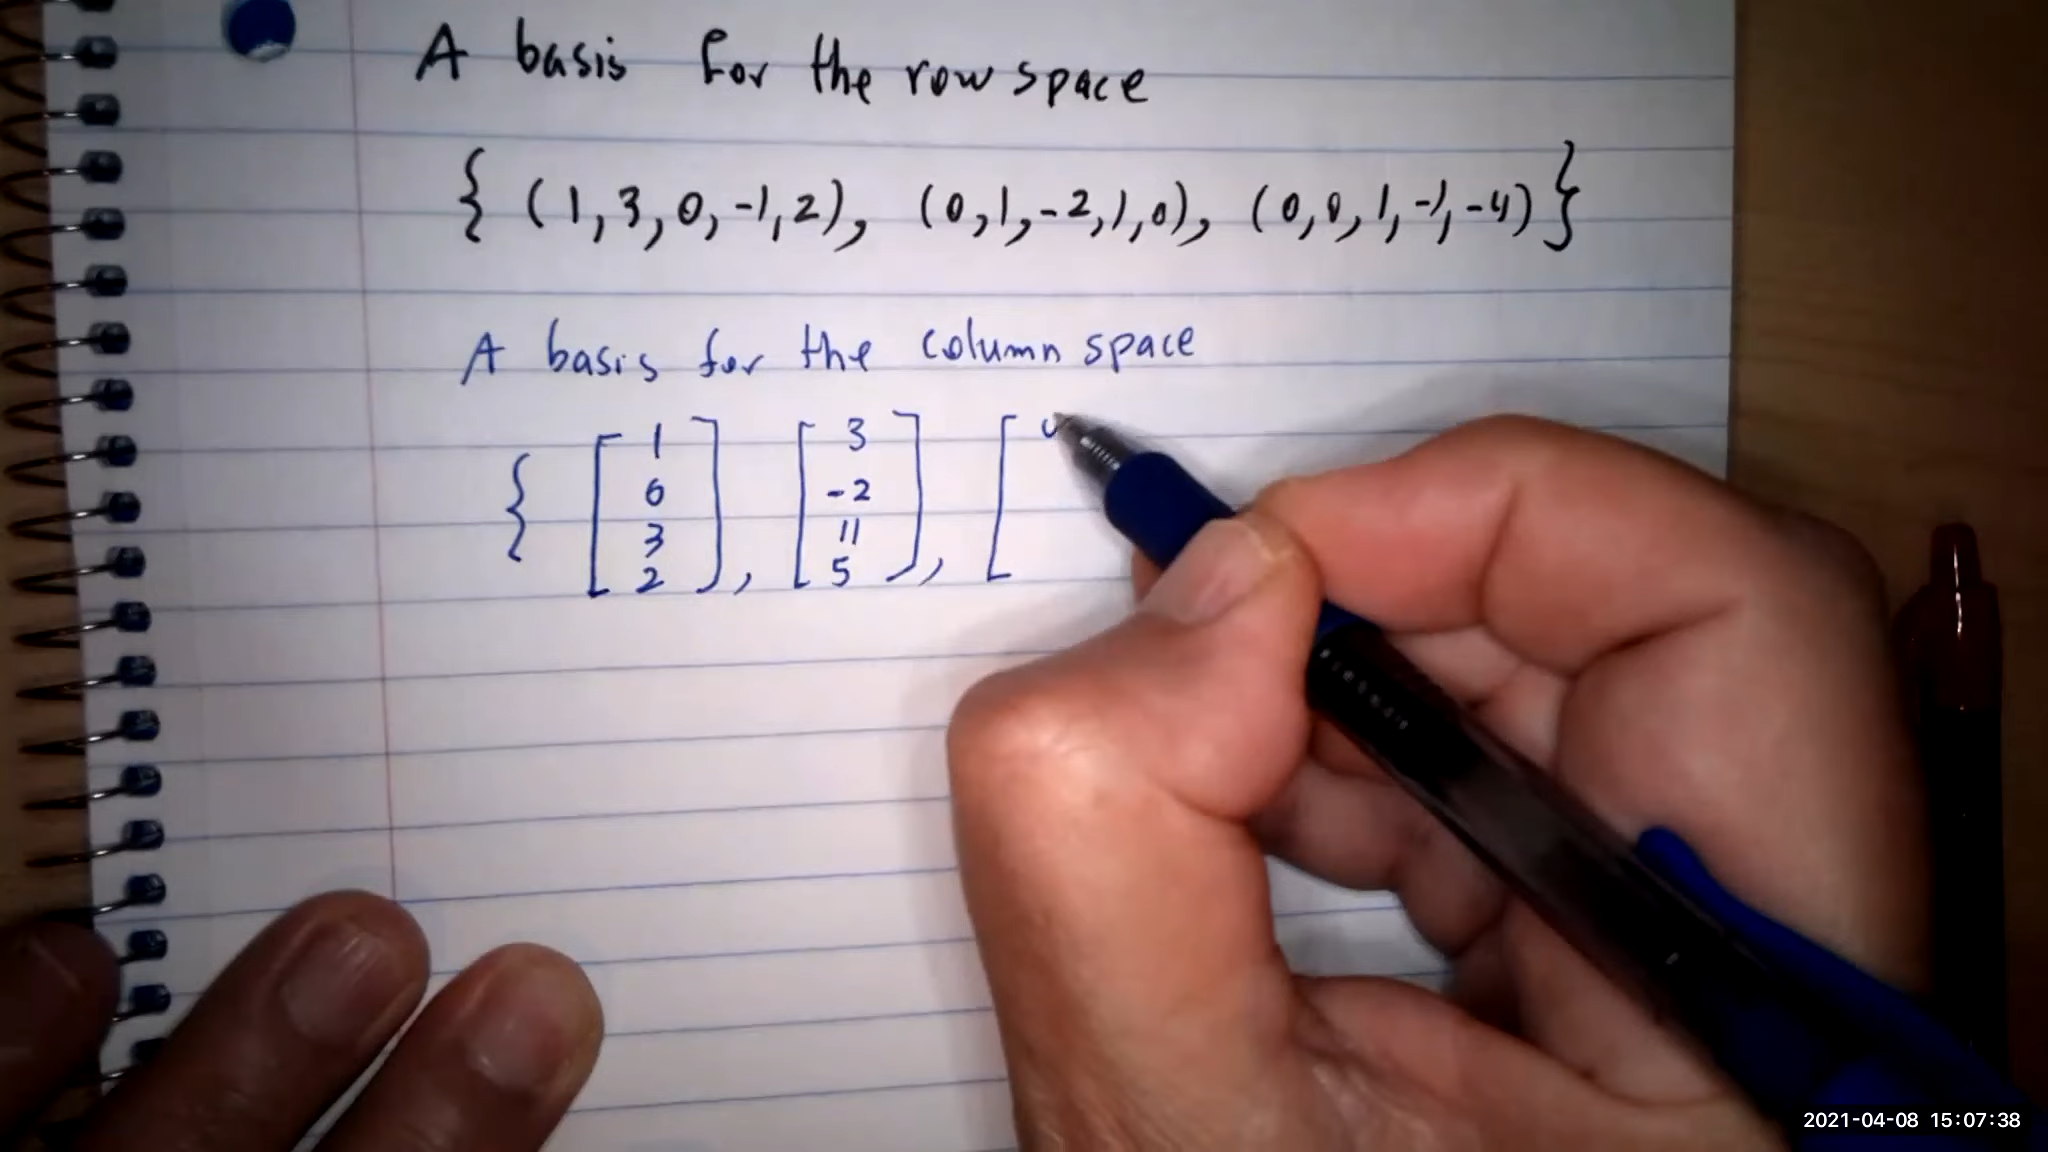 A basis for the row space
{ (1,3,0,-1,2), (0,1,-2,1,0), (0,0,1,-1,-4) }
A basis for the column space
{ [ 1 ], [ 3 ], [
0 -2
3 11
2 5
2021-04-08 15:07:38